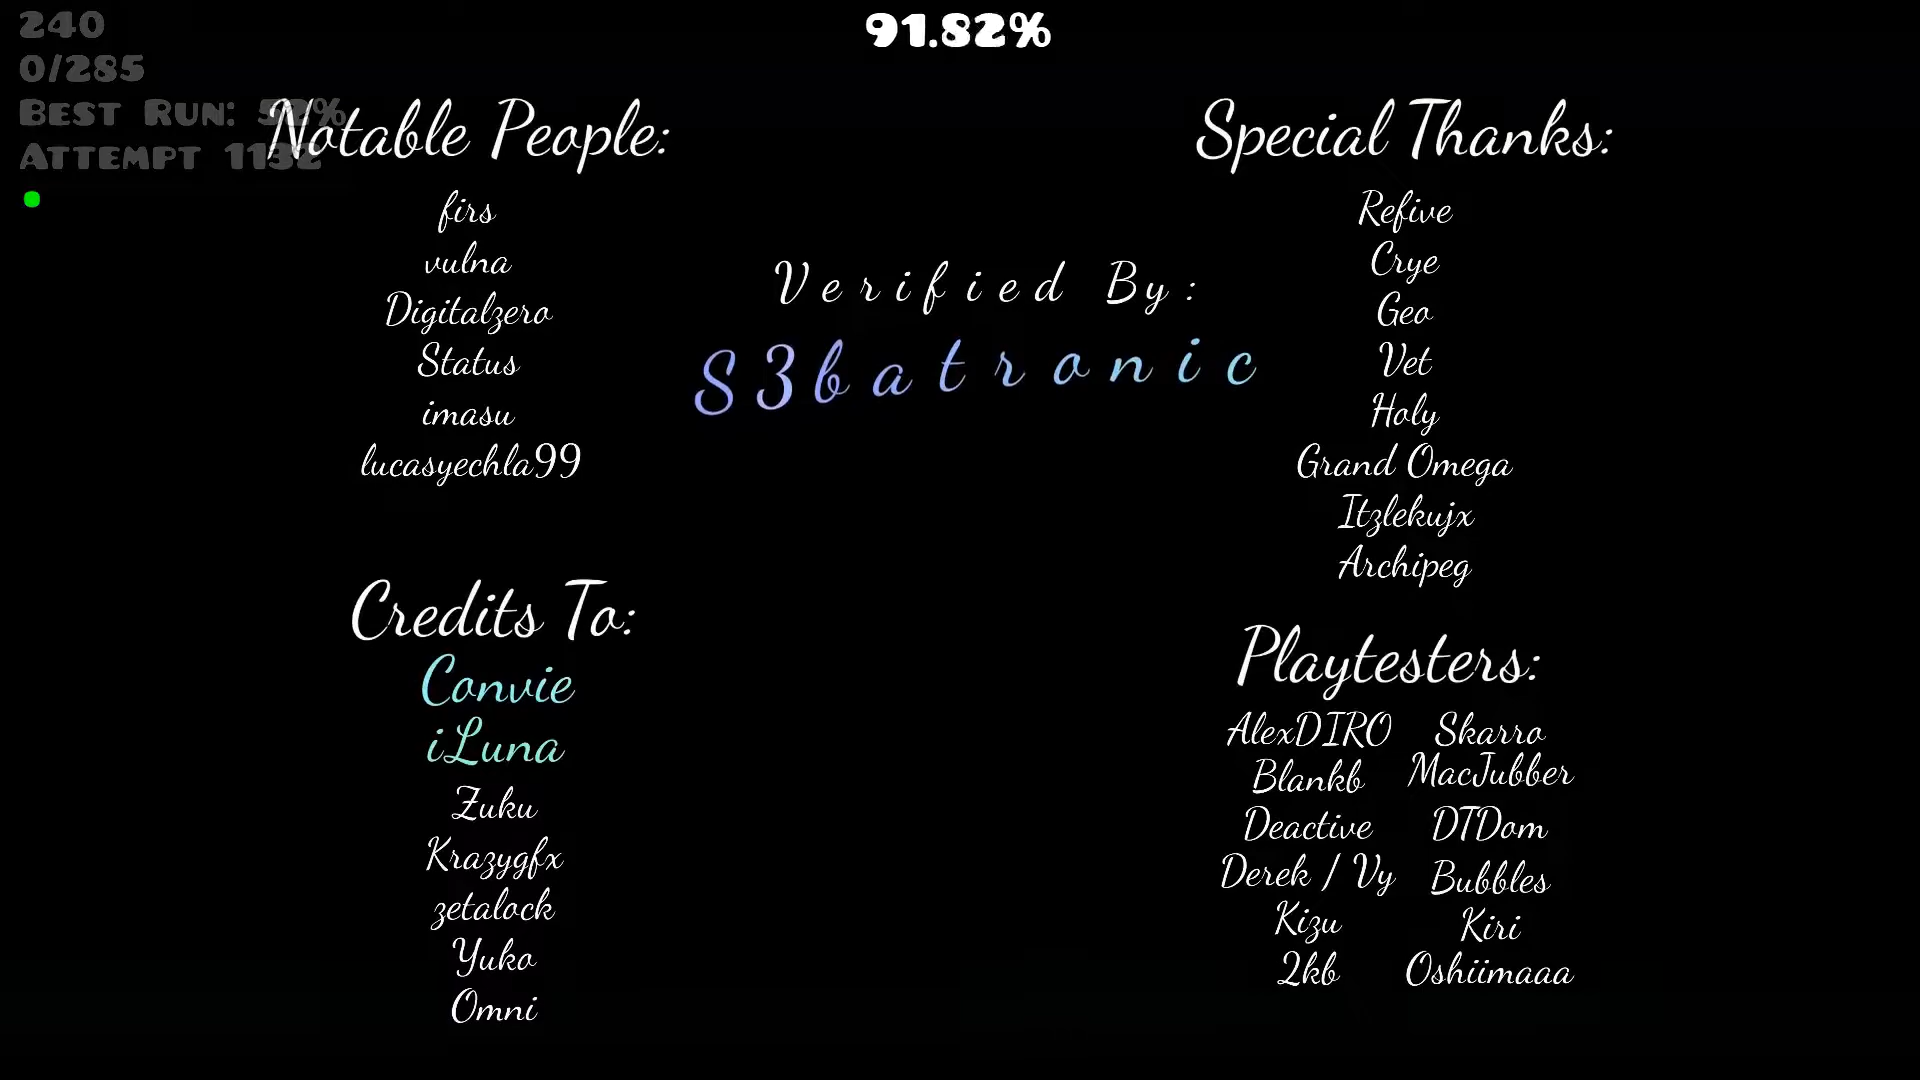 240
0/285
Best Run: 52%
Attempt 1132
91.82%
Notable People:
firs
vulna
Digitalzero
Status
imasu
lucasyechla99
Verified By:
S3batronic
Special Thanks:
Refive
Crye
Geo
Vet
Holy
Grand Omega
Itzlekujx
Archipeg
Credits To:
Convie
iLuna
Zuku
Krazygfx
zetalock
Yuko
Omni
Playtesters:
AlexDIRO Skarro
Blankb MacJubber
Deactive DTDom
Derek / Vy Bubbles
Kizu Kiri
2kb Oshiimaaa